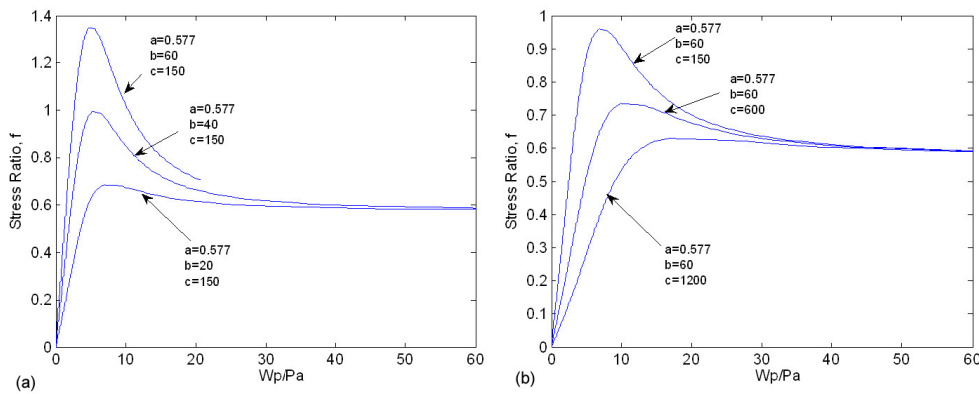 1.4
1.2
1
0.8
0.6
0.4
0.2
0
Stress Ratio, f
0 10 20 30 40 50 60
Wp/Pa
a=0.577
b=60
c=150
a=0.577
b=40
c=150
a=0.577
b=20
c=150
(a)
1
0.9
0.8
0.7
0.6
0.5
0.4
0.3
0.2
0.1
0
Stress Ratio, f
0 10 20 30 40 50 60
Wp/Pa
a=0.577
b=60
c=150
a=0.577
b=60
c=600
a=0.577
b=60
c=1200
(b)